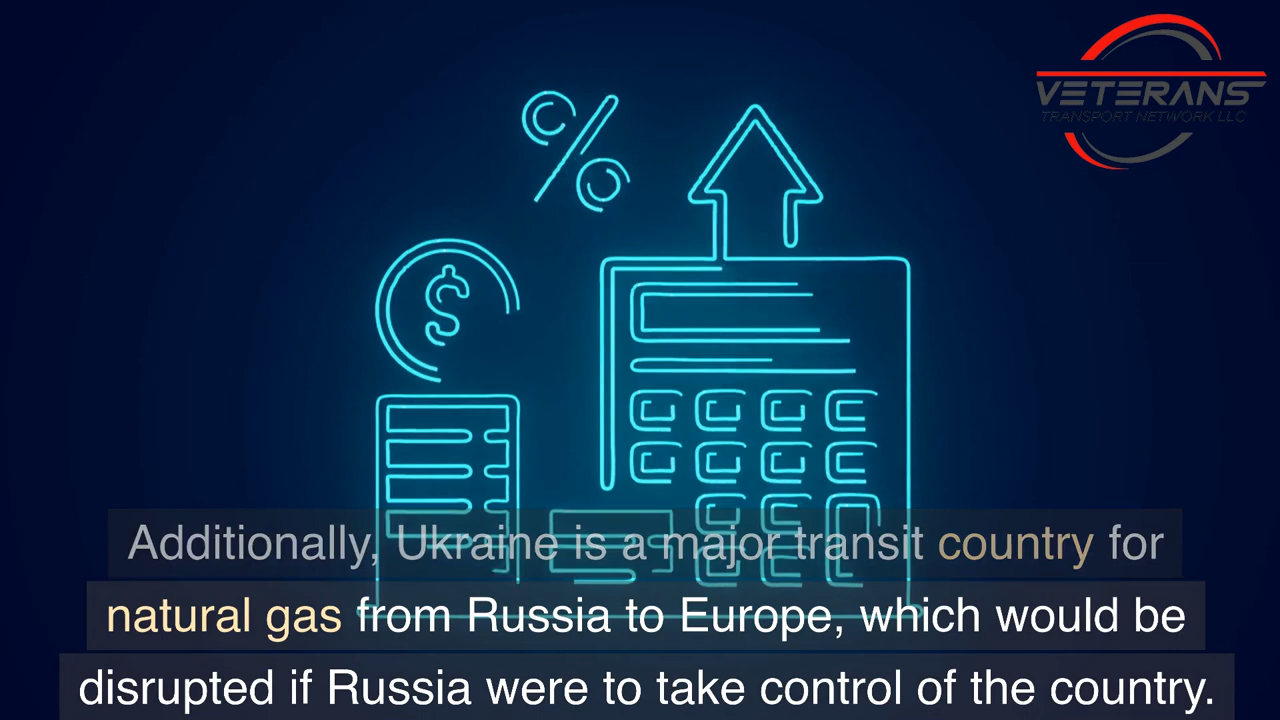 VETERANS
TRANSPORT NETWORK LLC
%
$
Additionally, Ukraine is a major transit country for
natural gas from Russia to Europe, which would be
disrupted if Russia were to take control of the country.